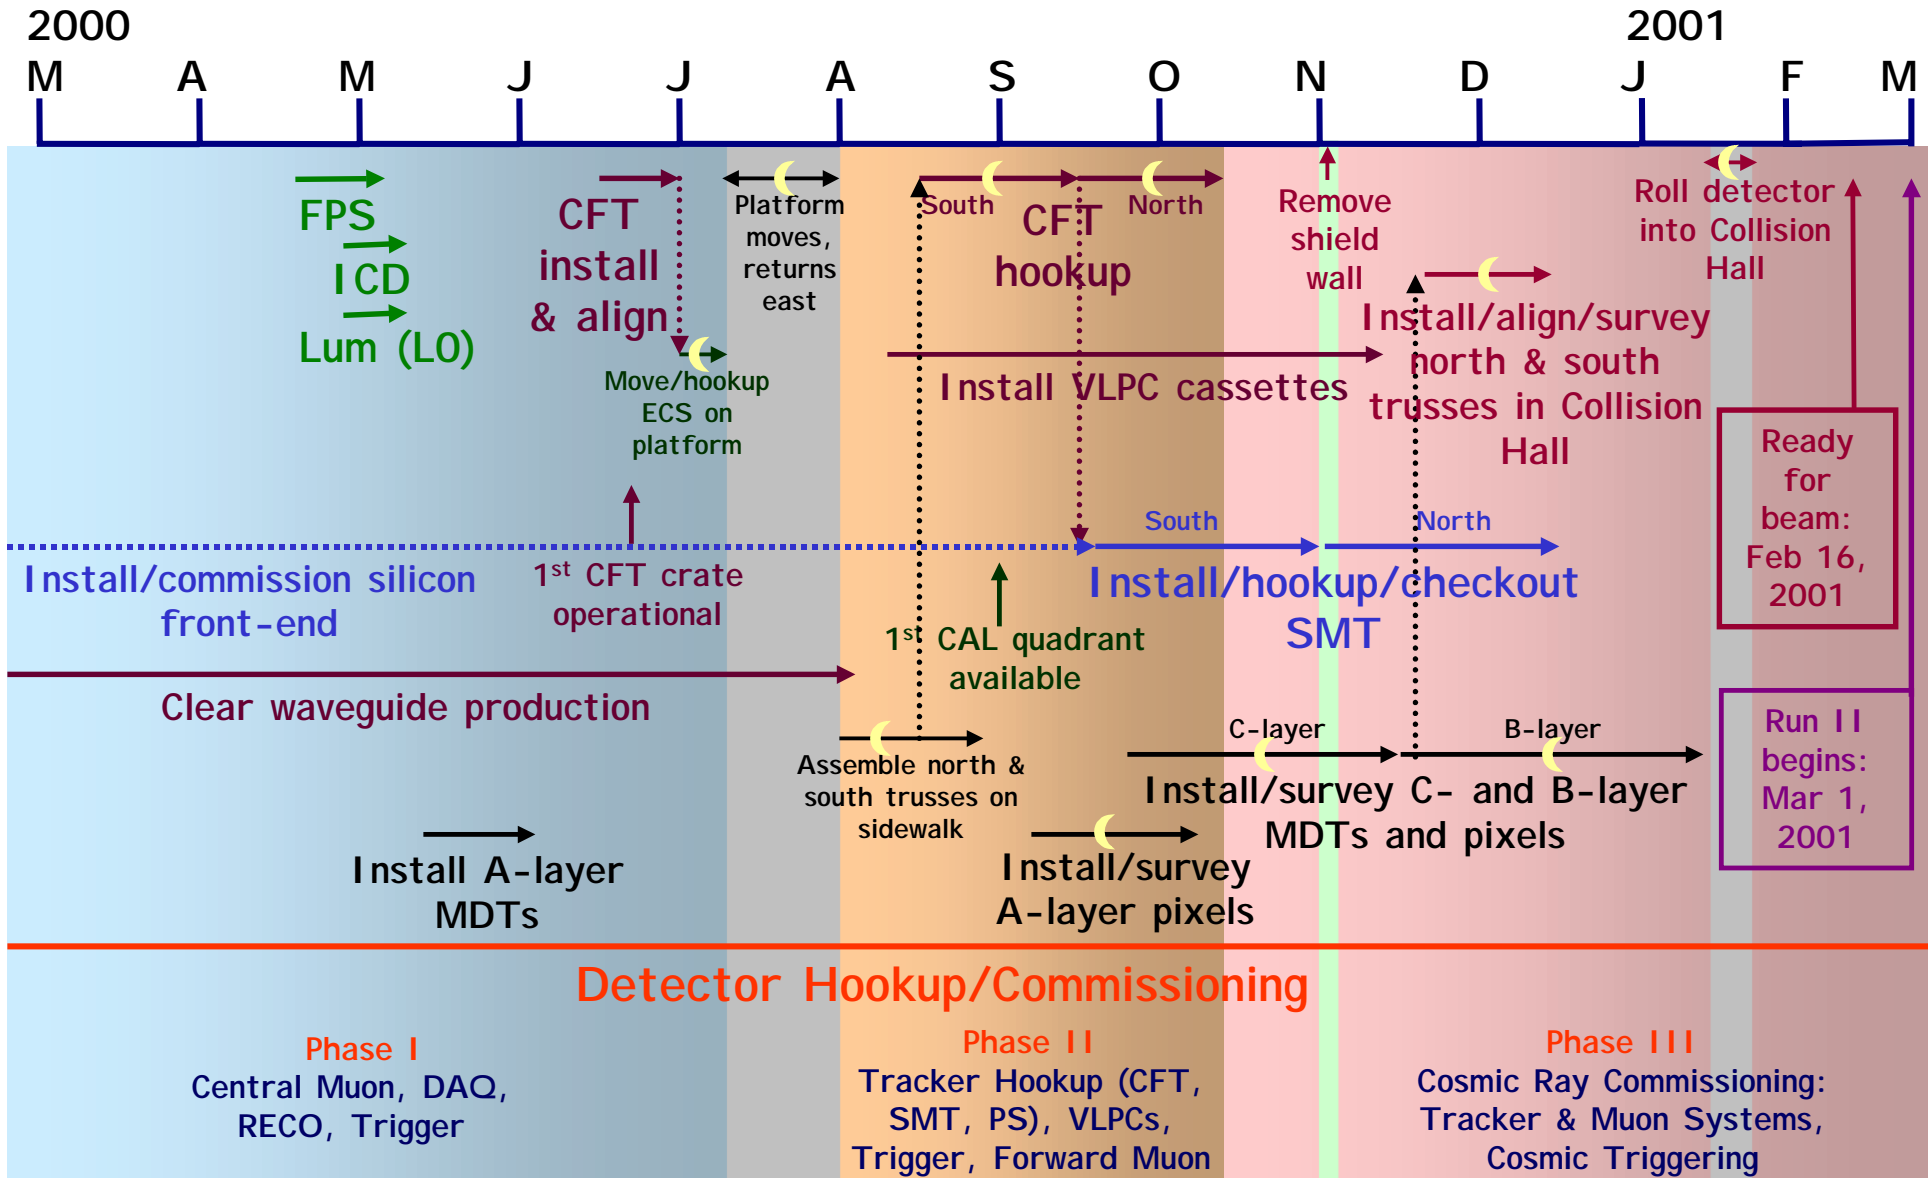 2000
2001
M A M J J A S O N D J F M
FPS
ICD
Lum (L0)
CFT
install
& align
Platform
moves,
returns
east
Move/hookup
ECS on
platform
South
CFT
hookup
North
Remove
shield
wall
Roll detector
into Collision
Hall
Install VLPC cassettes
Install/align/survey
north & south
trusses in Collision
Hall
Ready
for
beam:
Feb 16,
2001
Install/commission silicon
front-end
1st CFT crate
operational
South
North
Install/hookup/checkout
SMT
1st CAL quadrant
available
Clear waveguide production
Assemble north &
south trusses on
sidewalk
C-layer
B-layer
Install/survey C- and B-layer
MDTs and pixels
Run II
begins:
Mar 1,
2001
Install A-layer
MDTs
Install/survey
A-layer pixels
Detector Hookup/Commissioning
Phase I
Central Muon, DAQ,
RECO, Trigger
Phase II
Tracker Hookup (CFT,
SMT, PS), VLPCs,
Trigger, Forward Muon
Phase III
Cosmic Ray Commissioning:
Tracker & Muon Systems,
Cosmic Triggering